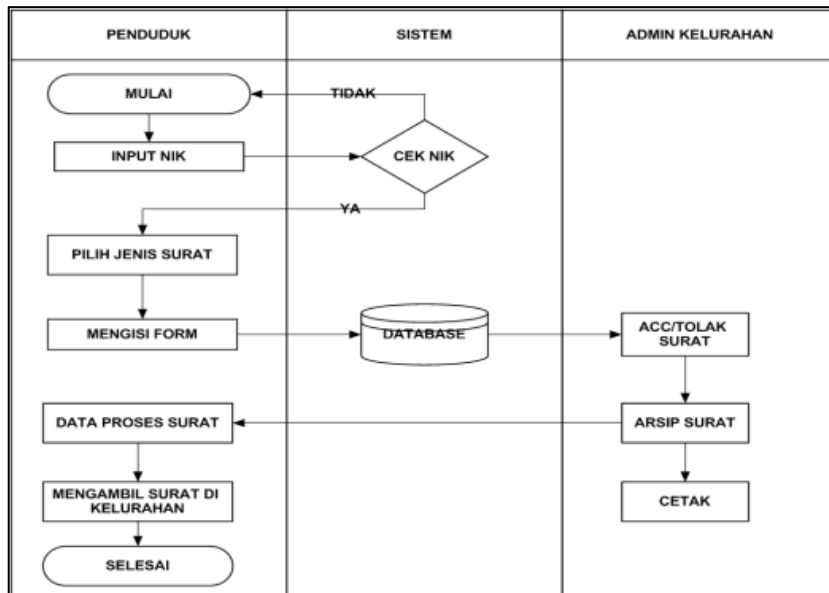 PENDUDUK
SISTEM
ADMIN KELURAHAN
MULAI
TIDAK
INPUT NIK
CEK NIK
YA
PILIH JENIS SURAT
MENGISI FORM
DATABASE
ACC/TOLAK
SURAT
DATA PROSES SURAT
ARSIP SURAT
MENGAMBIL SURAT DI
KELURAHAN
CETAK
SELESAI